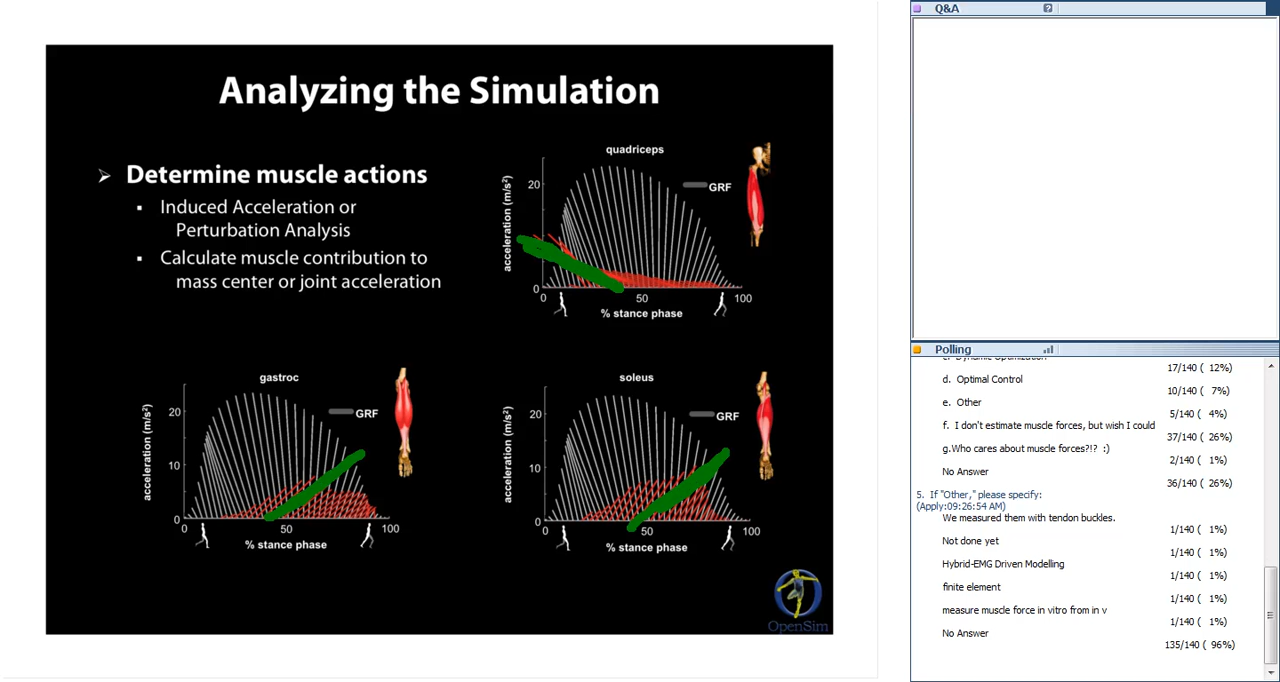 Analyzing the Simulation
Determine muscle actions
Induced Acceleration or
Perturbation Analysis
Calculate muscle contribution to
mass center or joint acceleration
quadriceps
acceleration (m/s²)
20
0
GRF
0 50 100
% stance phase
gastroc
acceleration (m/s²)
20
10
0
GRF
0 50 100
% stance phase
soleus
acceleration (m/s²)
20
10
0
GRF
0 50 100
% stance phase
OpenSim
Q&A
?
Polling
17/140 ( 12%)
d. Optimal Control
10/140 ( 7%)
e. Other
5/140 ( 4%)
f. I don't estimate muscle forces, but wish I could
37/140 ( 26%)
g.Who cares about muscle forces?!? :)
2/140 ( 1%)
No Answer
36/140 ( 26%)
5. If "Other," please specify:
(Apply:09:26:54 AM)
We measured them with tendon buckles.
1/140 ( 1%)
Not done yet
1/140 ( 1%)
Hybrid-EMG Driven Modelling
1/140 ( 1%)
finite element
1/140 ( 1%)
measure muscle force in vitro from in v
1/140 ( 1%)
No Answer
135/140 ( 96%)